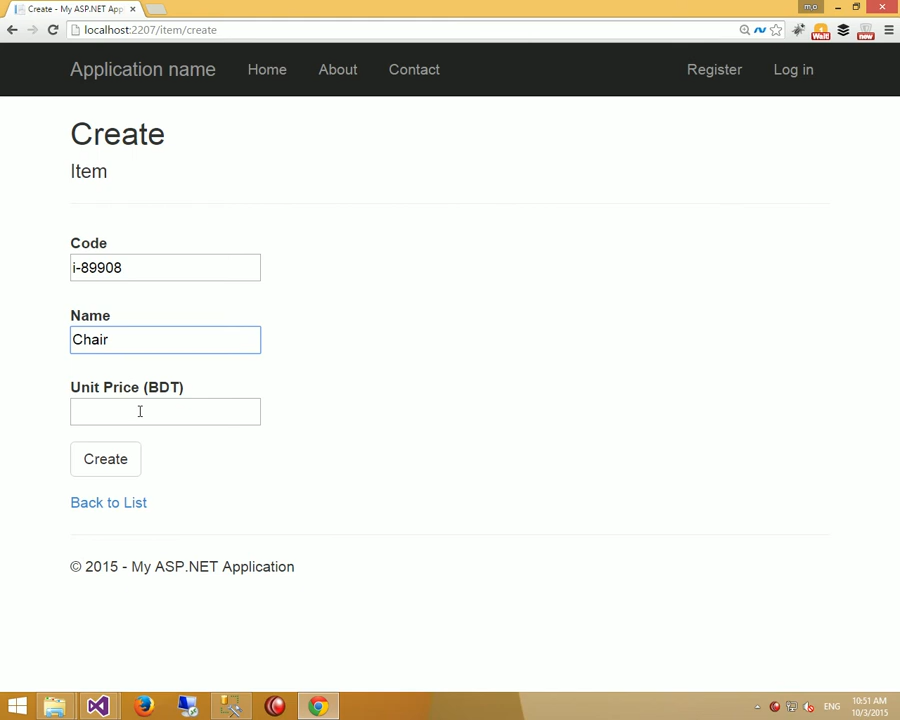 Create - My ASP.NET App
m.o
localhost:2207/item/create
Wait!
new
Application name
Home
About
Contact
Register
Log in
Create
Item
Code
i-89908
Name
Chair
Unit Price (BDT)
Create
Back to List
© 2015 - My ASP.NET Application
ENG
10:51 AM
10/3/2015